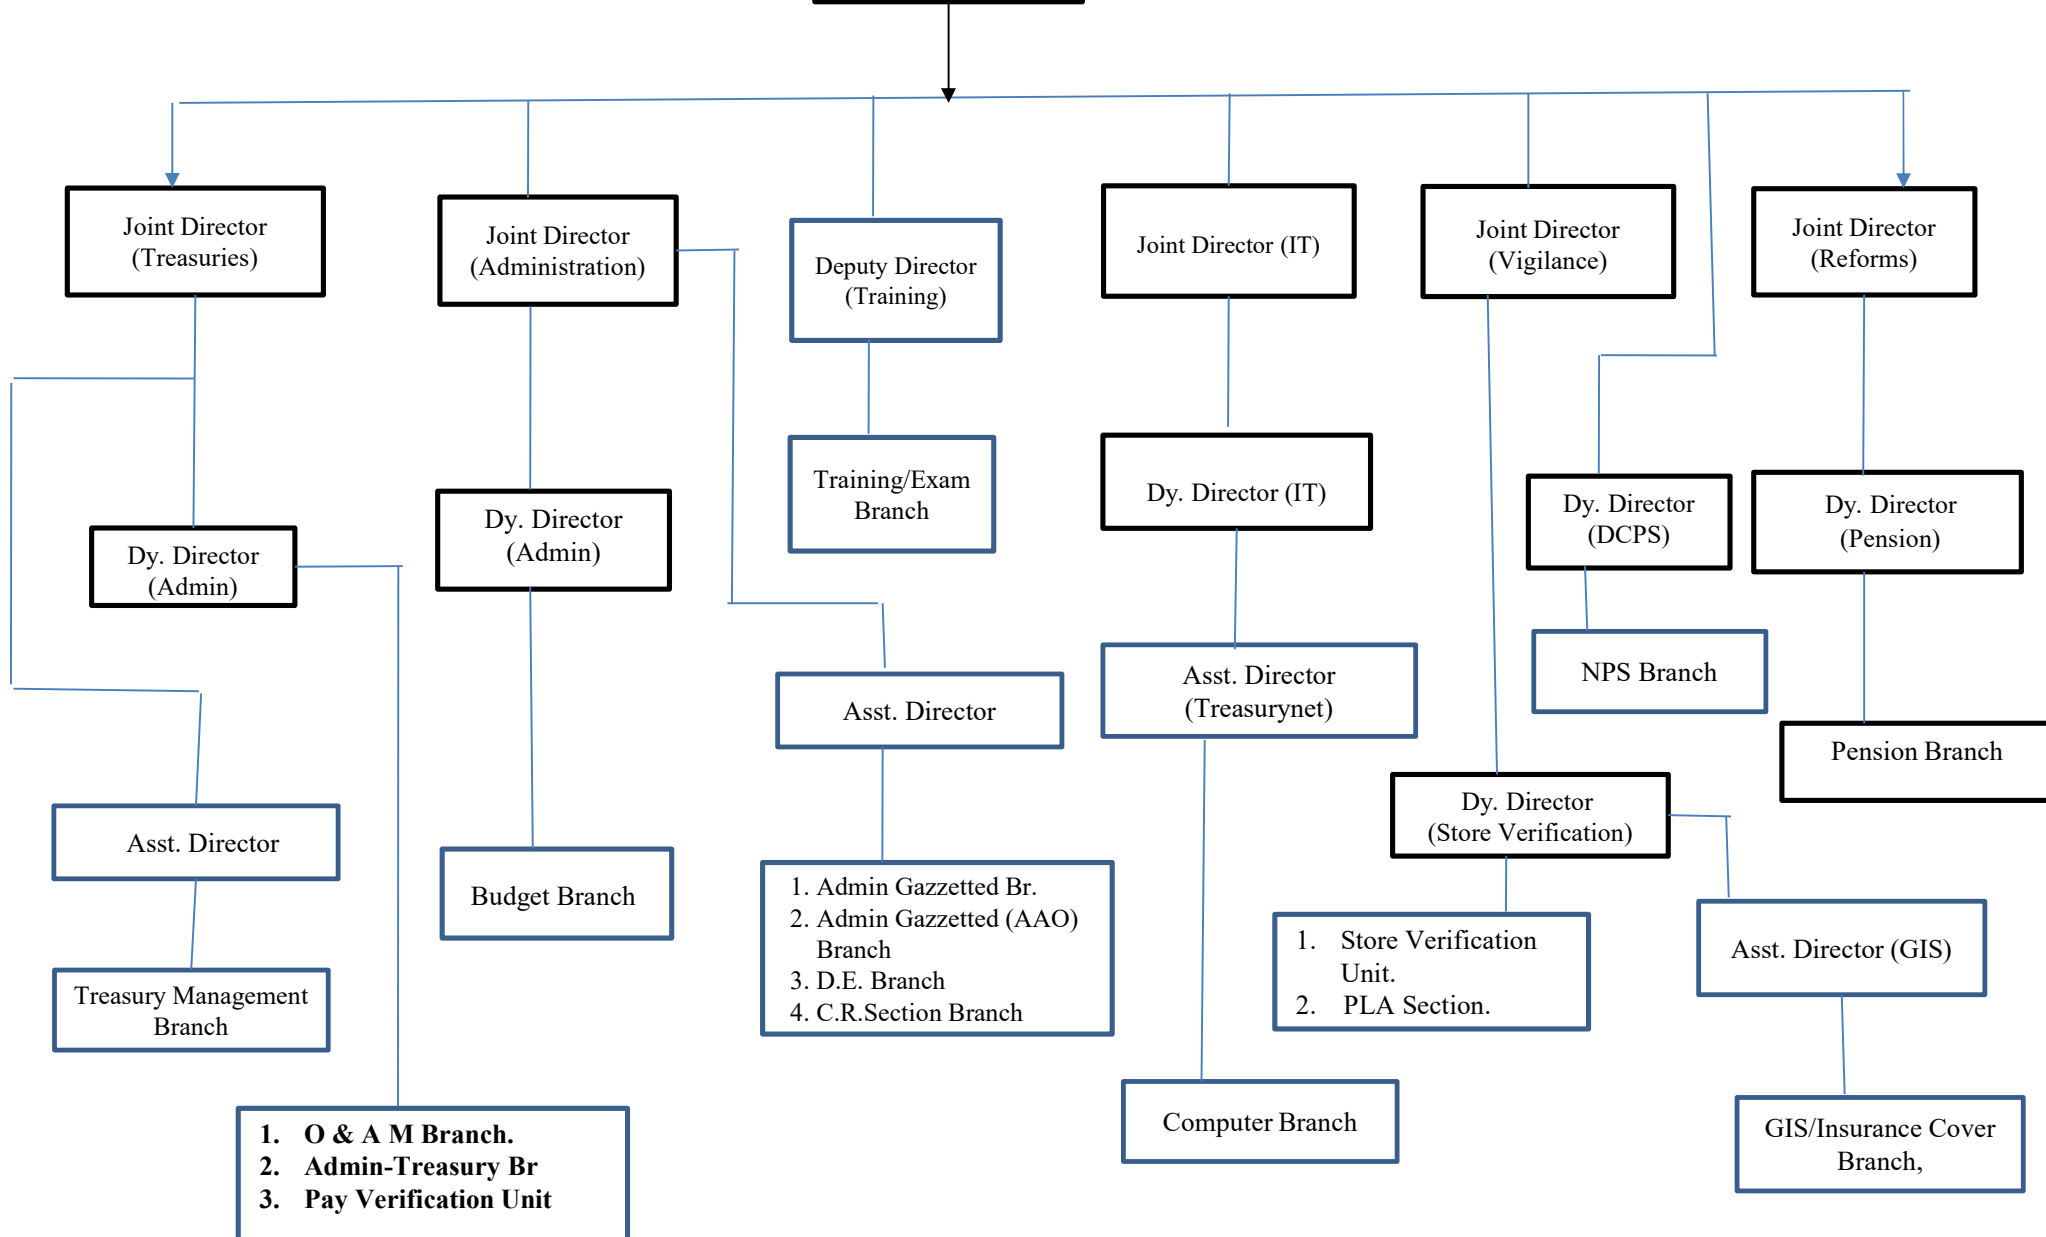 Joint Director
(Treasuries)
Joint Director
(Administration)
Deputy Director
(Training)
Joint Director (IT)
Joint Director
(Vigilance)
Joint Director
(Reforms)
Dy. Director
(Admin)
Dy. Director
(Admin)
Training/Exam
Branch
Dy. Director (IT)
Dy. Director
(DCPS)
Dy. Director
(Pension)
Asst. Director
Asst. Director
(Treasurynet)
NPS Branch
Pension Branch
Asst. Director
Dy. Director
(Store Verification)
Treasury Management
Branch
Budget Branch
1. Admin Gazzetted Br.
2. Admin Gazzetted (AAO)
Branch
3. D.E. Branch
4. C.R.Section Branch
1. Store Verification
Unit.
2. PLA Section.
Asst. Director (GIS)
1. O & A M Branch.
2. Admin-Treasury Br
3. Pay Verification Unit
Computer Branch
GIS/Insurance Cover
Branch,